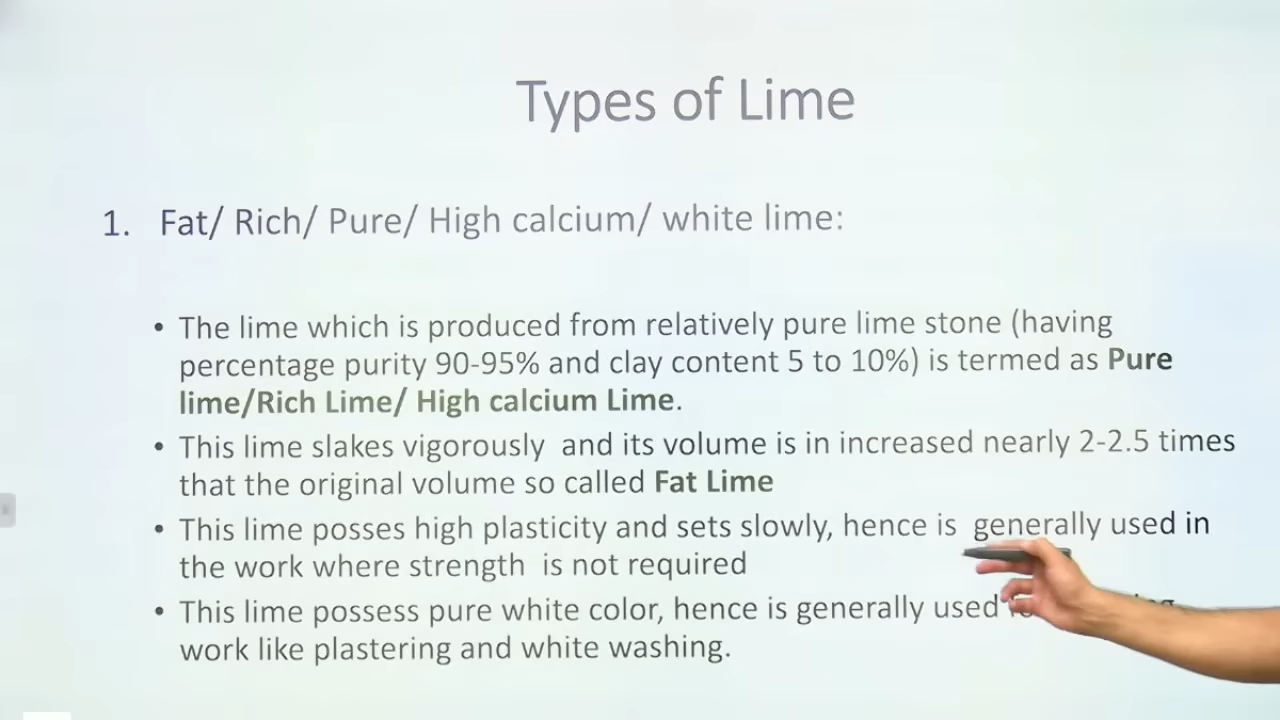 Types of Lime
1. Fat/ Rich/ Pure/ High calcium/ white lime:
• The lime which is produced from relatively pure lime stone (having
percentage purity 90-95% and clay content 5 to 10%) is termed as Pure
lime/Rich Lime/ High calcium Lime.
• This lime slakes vigorously and its volume is in increased nearly 2-2.5 times
that the original volume so called Fat Lime
• This lime posses high plasticity and sets slowly, hence is generally used in
the work where strength is not required
• This lime possess pure white color, hence is generally used
work like plastering and white washing.